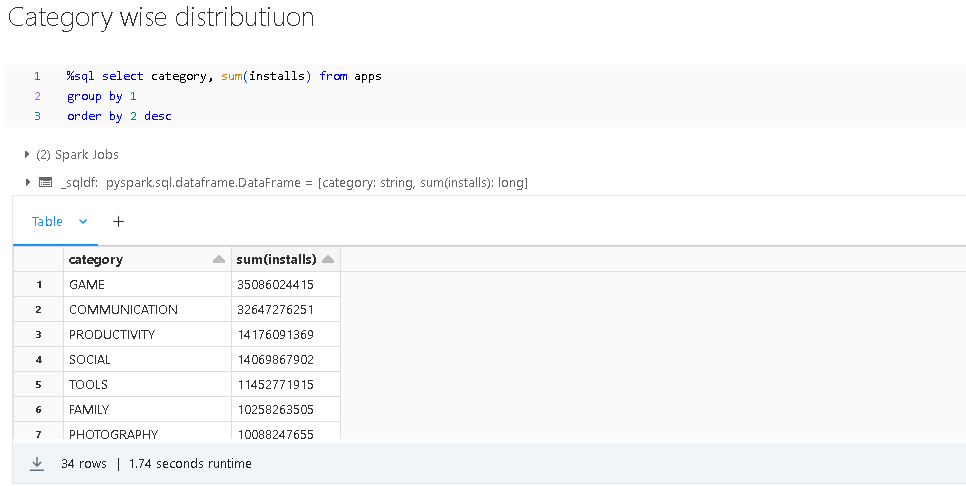 Category wise distributiuon
1 %sql select category, sum(installs) from apps
2 group by 1
3 order by 2 desc
(2) Spark Jobs
_sqldf: pyspark.sql.dataframe.DataFrame = [category: string, sum(installs): long]
Table +
category sum(installs)
1 GAME 35086024415
2 COMMUNICATION 32647276251
3 PRODUCTIVITY 14176091369
4 SOCIAL 14069867902
5 TOOLS 11452771915
6 FAMILY 10258263505
7 PHOTOGRAPHY 10088247655
34 rows | 1.74 seconds runtime